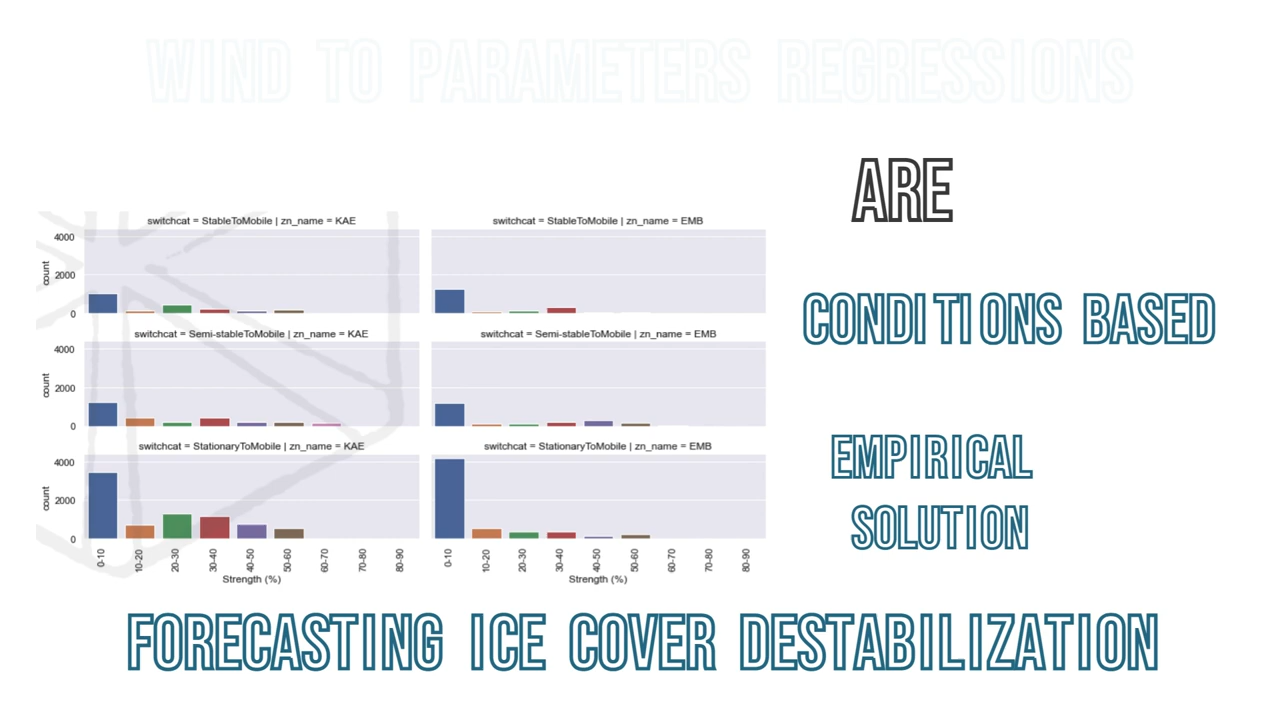 WIND TO PARAMETERS REGRESSIONS
ARE
CONDITIONS BASED
EMPIRICAL
SOLUTION
switchcat = StableToMobile | zn_name = KAE
switchcat = StableToMobile | zn_name = EMB
4000
2000
0
count
switchcat = Semi-stableToMobile | zn_name = KAE
switchcat = Semi-stableToMobile | zn_name = EMB
4000
2000
0
count
switchcat = StationaryToMobile | zn_name = KAE
switchcat = StationaryToMobile | zn_name = EMB
4000
2000
0
count
0-10 10-20 20-30 30-40 40-50 50-60 60-70 70-80 80-90
Strength (%)
0-10 10-20 20-30 30-40 40-50 50-60 60-70 70-80 80-90
Strength (%)
FORECASTING ICE COVER DESTABILIZATION